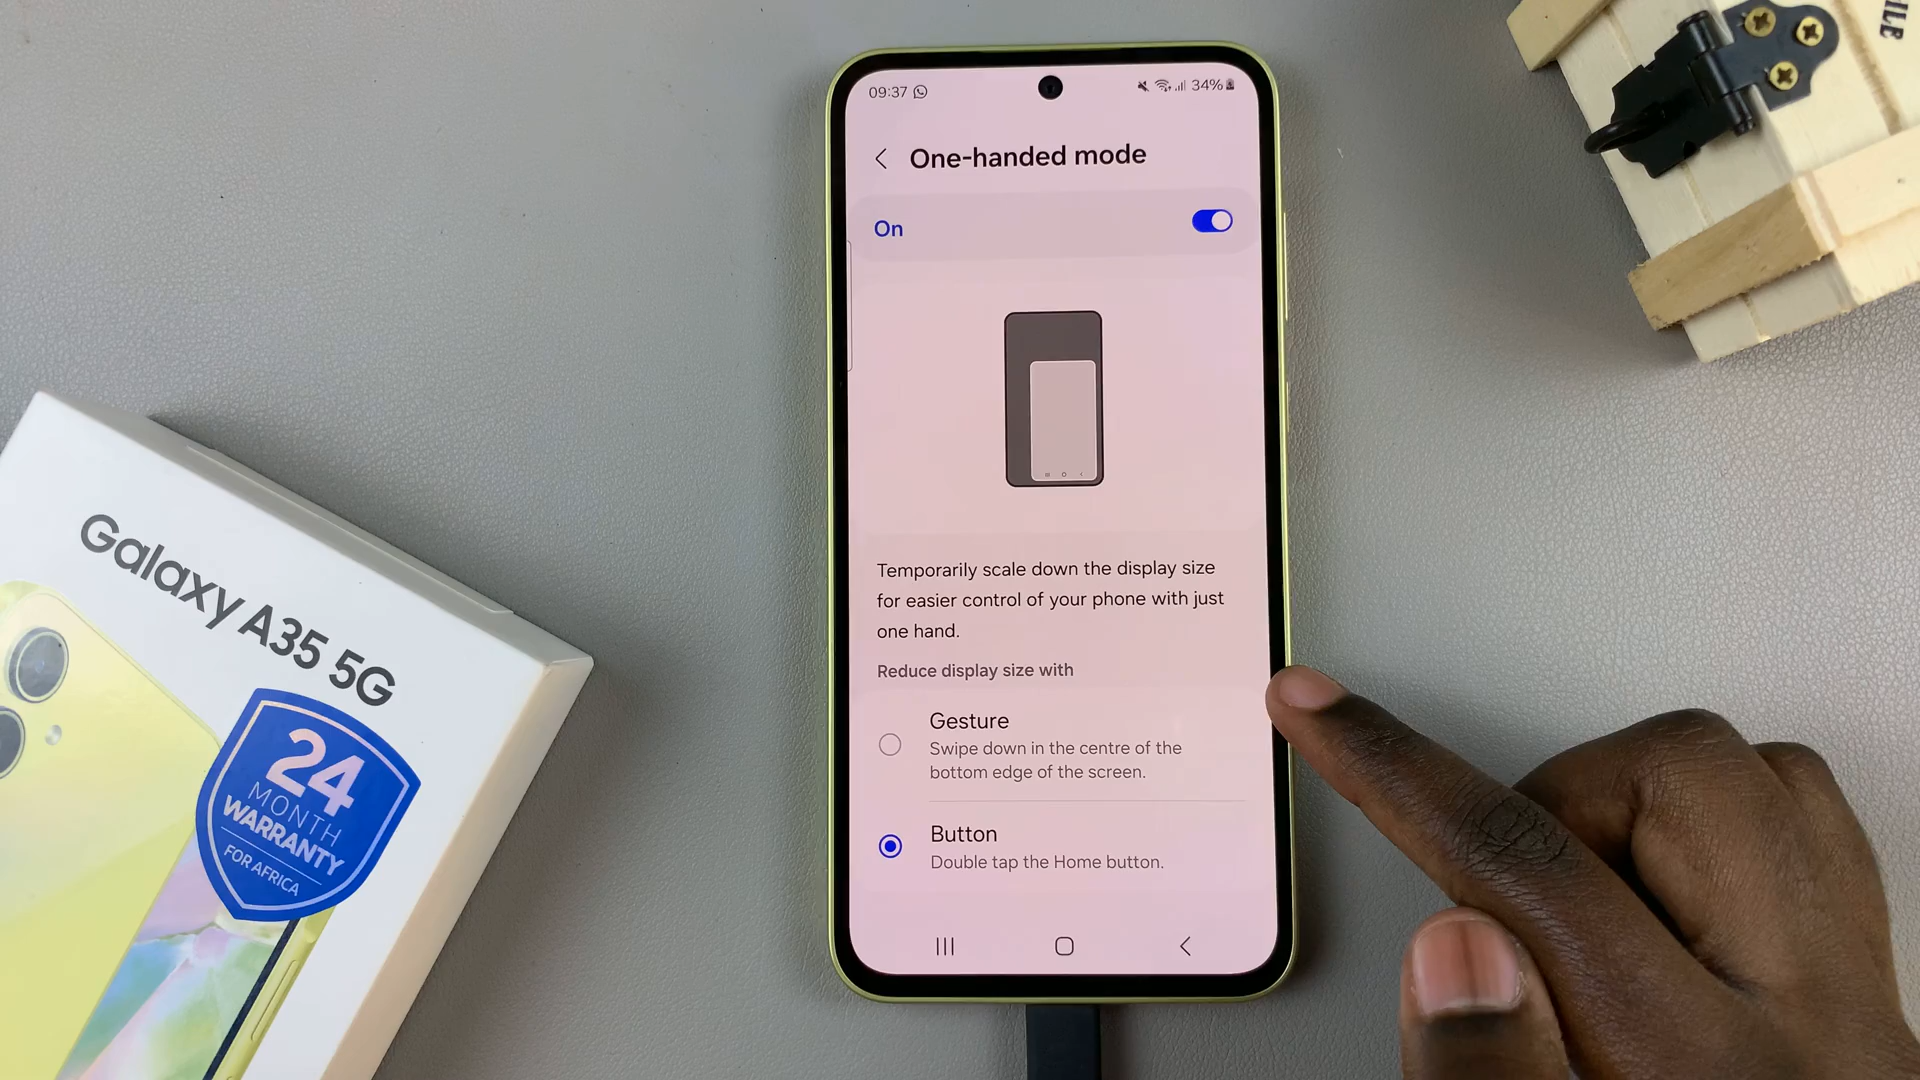 09:37
34%
One-handed mode
On
Temporarily scale down the display size
for easier control of your phone with just
one hand.
Reduce display size with
Gesture
Swipe down in the centre of the
bottom edge of the screen.
Button
Double tap the Home button.
Galaxy A35 5G
24
MONTH
WARRANTY
FOR AFRICA